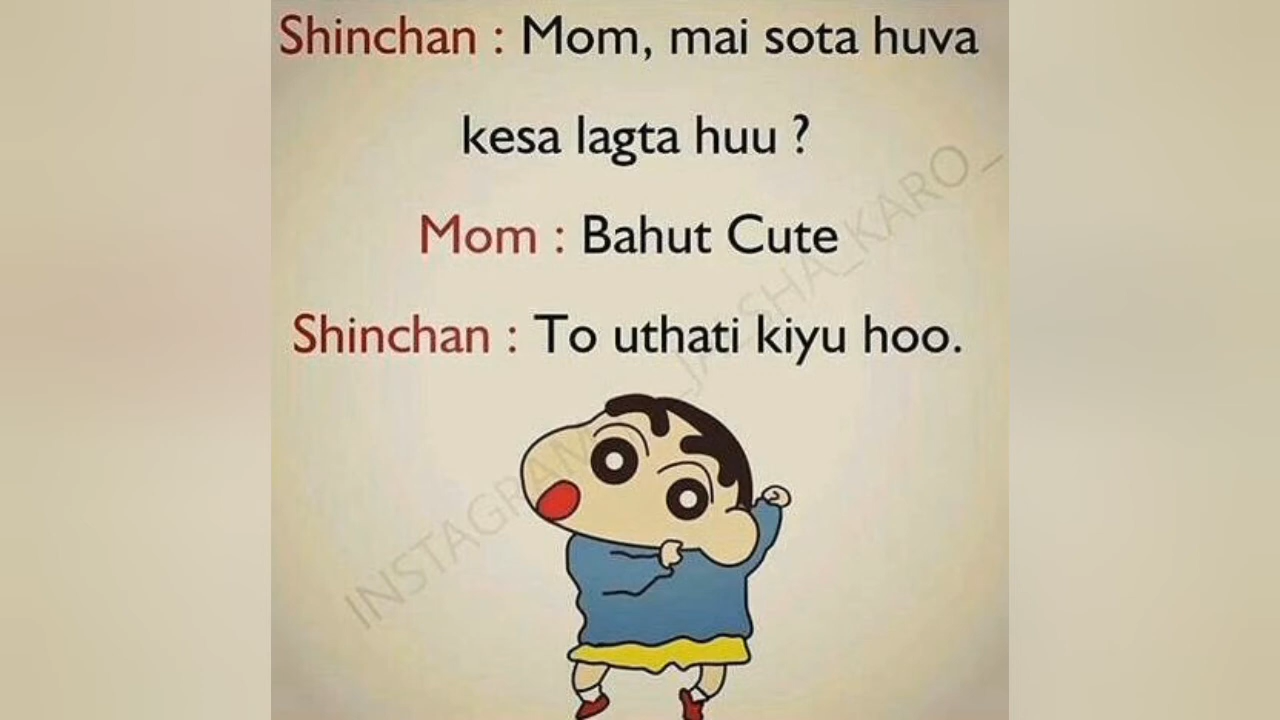 Shinchan : Mom, mai sota huva
kesa lagta huu ?
Mom : Bahut Cute
Shinchan : To uthati kiyu hoo.